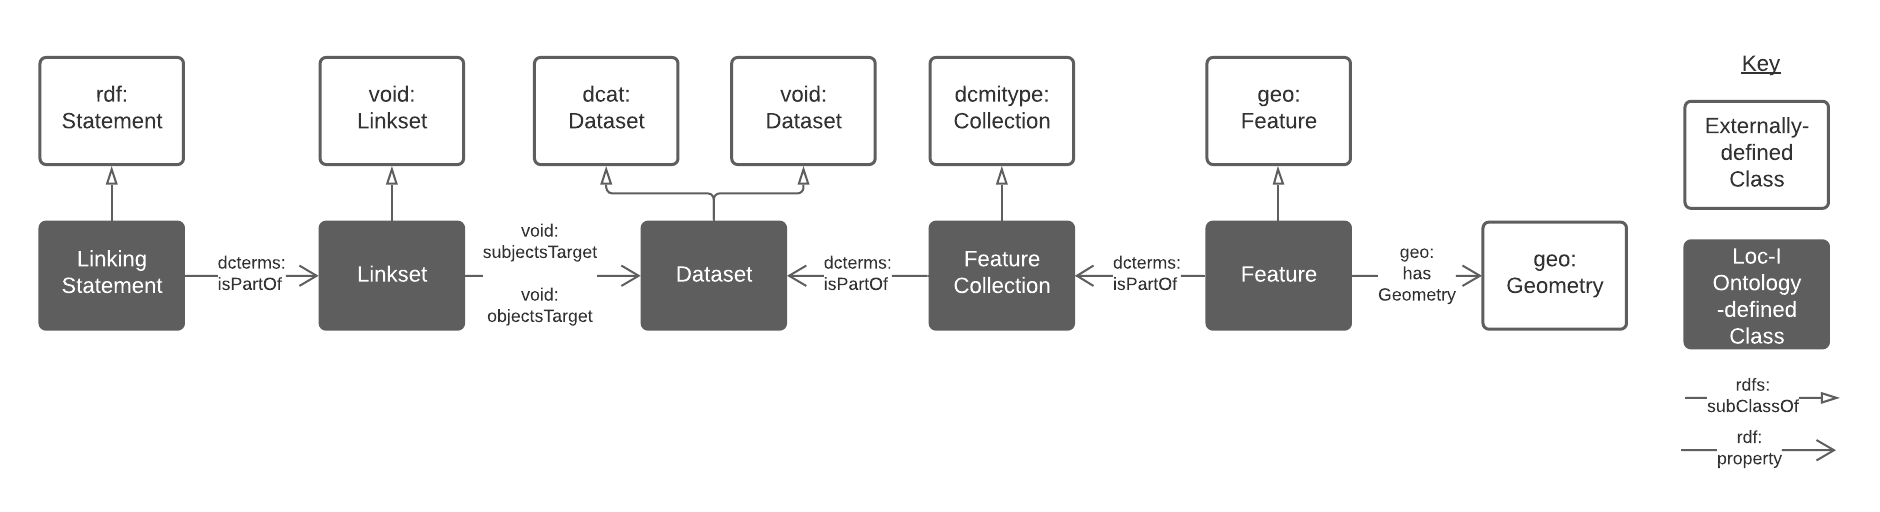 rdf:
Statement
void:
Linkset
dcat:
Dataset
void:
Dataset
dcmitype:
Collection
geo:
Feature
Linking
Statement
dcterms:
isPartOf
Linkset
void:
subjectsTarget
void:
objectsTarget
Dataset
dcterms:
isPartOf
Feature
Collection
dcterms:
isPartOf
Feature
geo:
has
Geometry
geo:
Geometry
Key
Externally-
defined
Class
Loc-I
Ontology
-defined
Class
rdfs:
subClassOf
rdf:
property